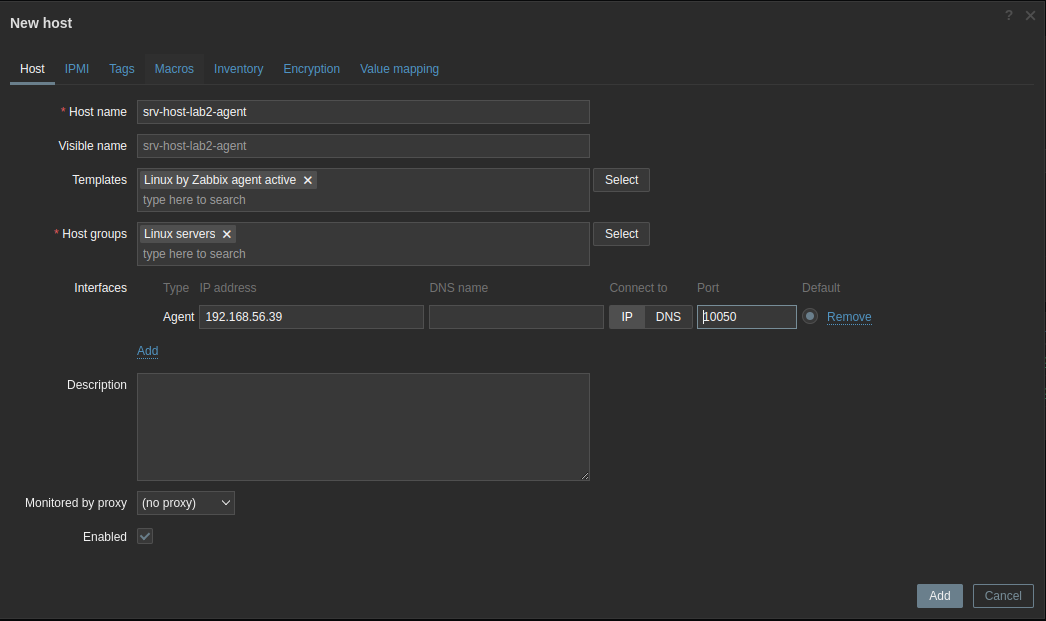 New host
? ×
Host IPMI Tags Macros Inventory Encryption Value mapping
* Host name srv-host-lab2-agent
Visible name srv-host-lab2-agent
Templates Linux by Zabbix agent active × Select
type here to search
* Host groups Linux servers × Select
type here to search
Interfaces Type IP address DNS name Connect to Port Default
Agent 192.168.56.39 IP DNS 10050 Remove
Add
Description
Monitored by proxy (no proxy)
Enabled
Add Cancel